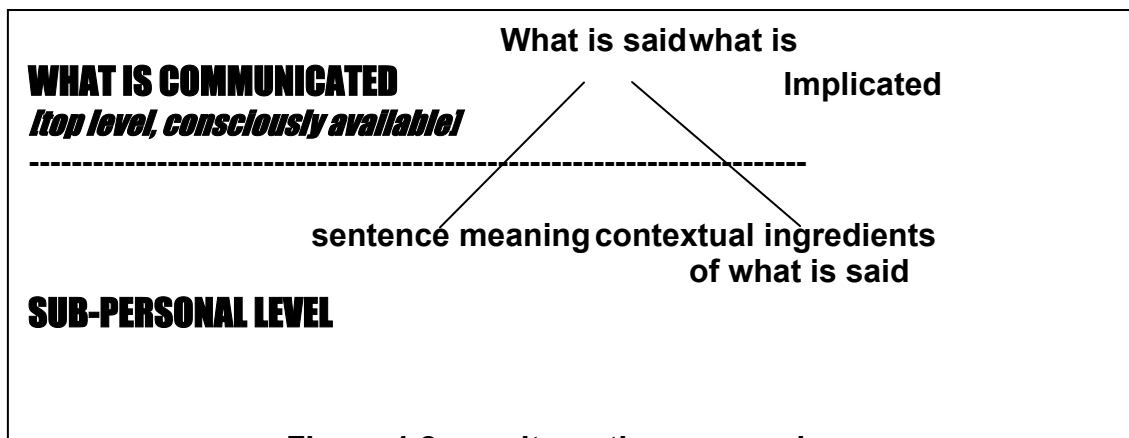 What is saidwhat is
WHAT IS COMMUNICATED
Implicated
[top level, consciously available]
sentence meaning contextual ingredients
of what is said
SUB-PERSONAL LEVEL